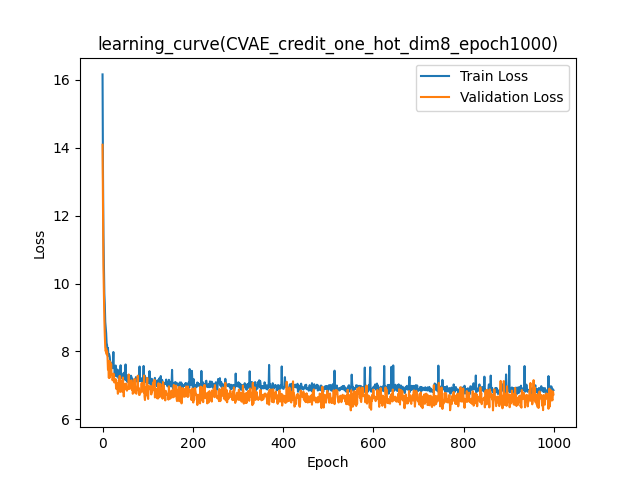 learning_curve(CVAE_credit_one_hot_dim8_epoch1000)
Train Loss
Validation Loss
Loss
16
14
12
10
8
6
0 200 400 600 800 1000
Epoch